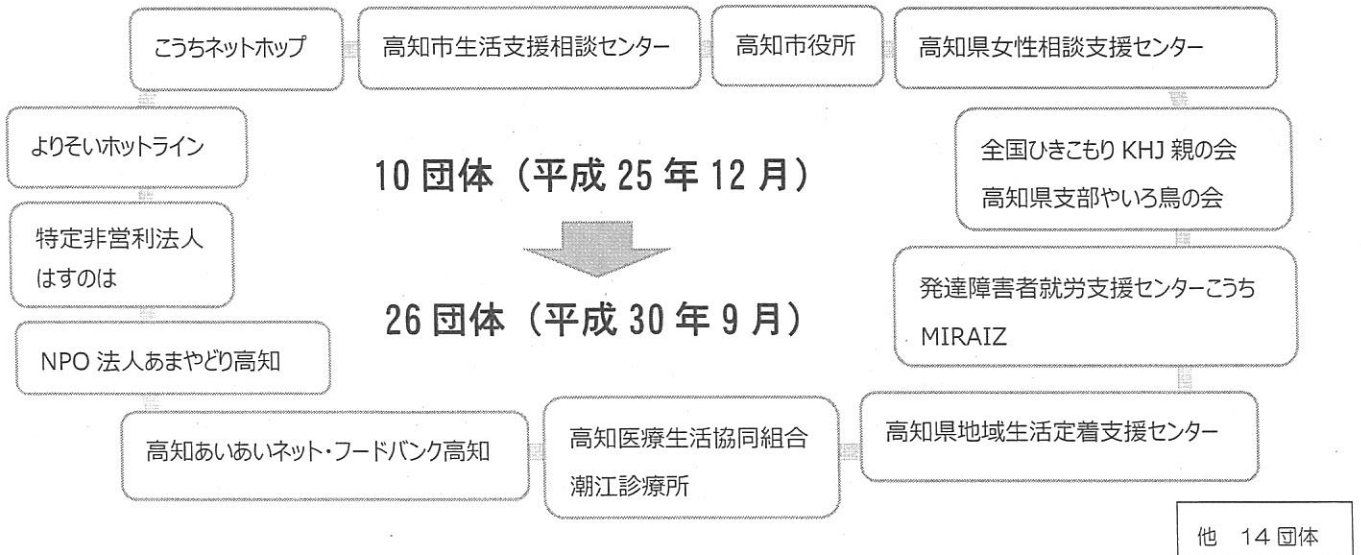 こうちネットホップ
高知市生活支援相談センター
高知市役所
高知県女性相談支援センター
よりそいホットライン
全国ひきこもり KHJ 親の会
高知県支部やいろ鳥の会
10 団体（平成 25 年 12 月）
特定非営利法人
はすのは
26 団体（平成 30 年 9 月）
発達障害者就労支援センターこうち
MIRAIZ
NPO 法人あまやどり高知
高知あいあいネット・フードバンク高知
高知医療生活協同組合
潮江診療所
高知県地域生活定着支援センター
他 14 団体